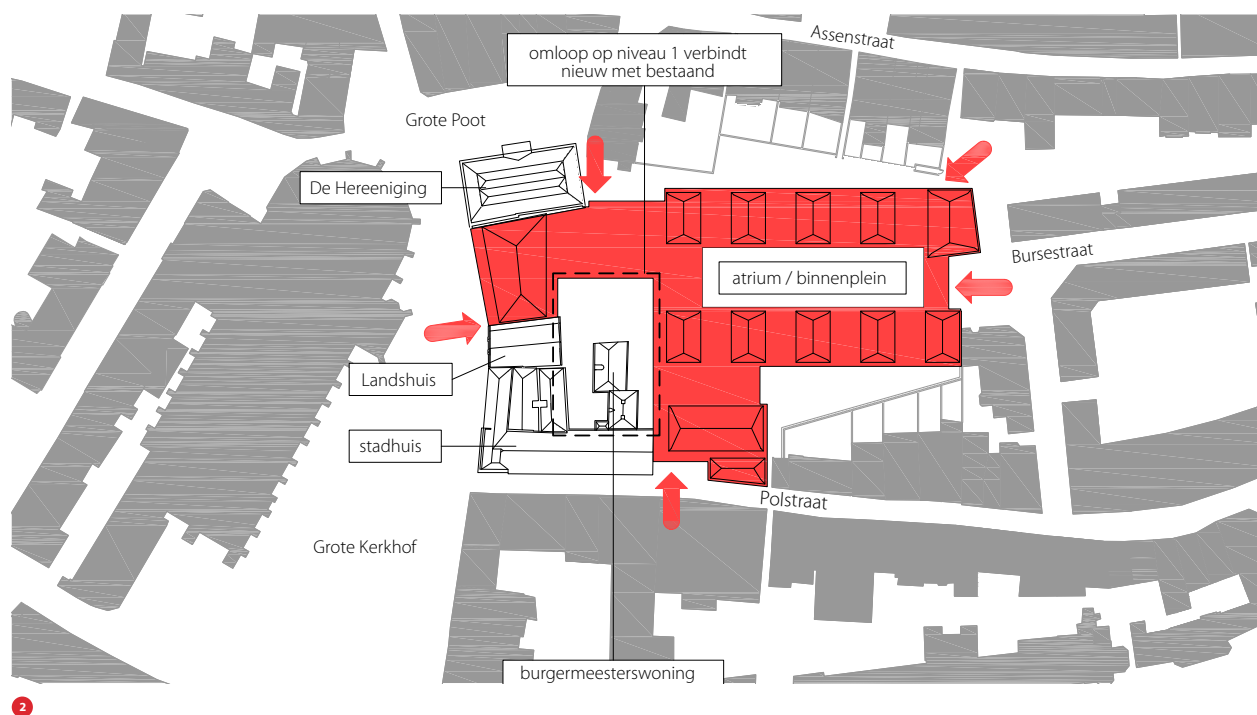 Assenstraat
omloop op niveau 1 verbindt
nieuw met bestaand
Grote Poot
De Hereeniging
Bursestraat
atrium / binnenplein
Landshuis
stadhuis
Polstraat
Grote Kerkhof
burgermeesterswoning
2